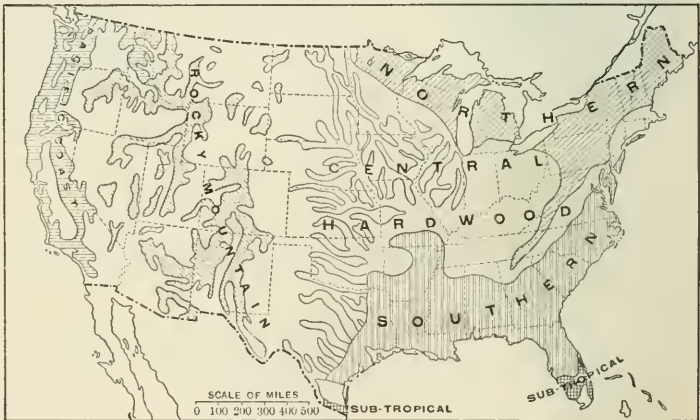 PACIFIC COAST
ROCKY MOUNTAIN
NORTHERN
CENTRAL
HARDWOOD
SOUTHERN
SUB-TROPICAL
SCALE OF MILES
0 100 200 300 400 500
SUB-TROPICAL